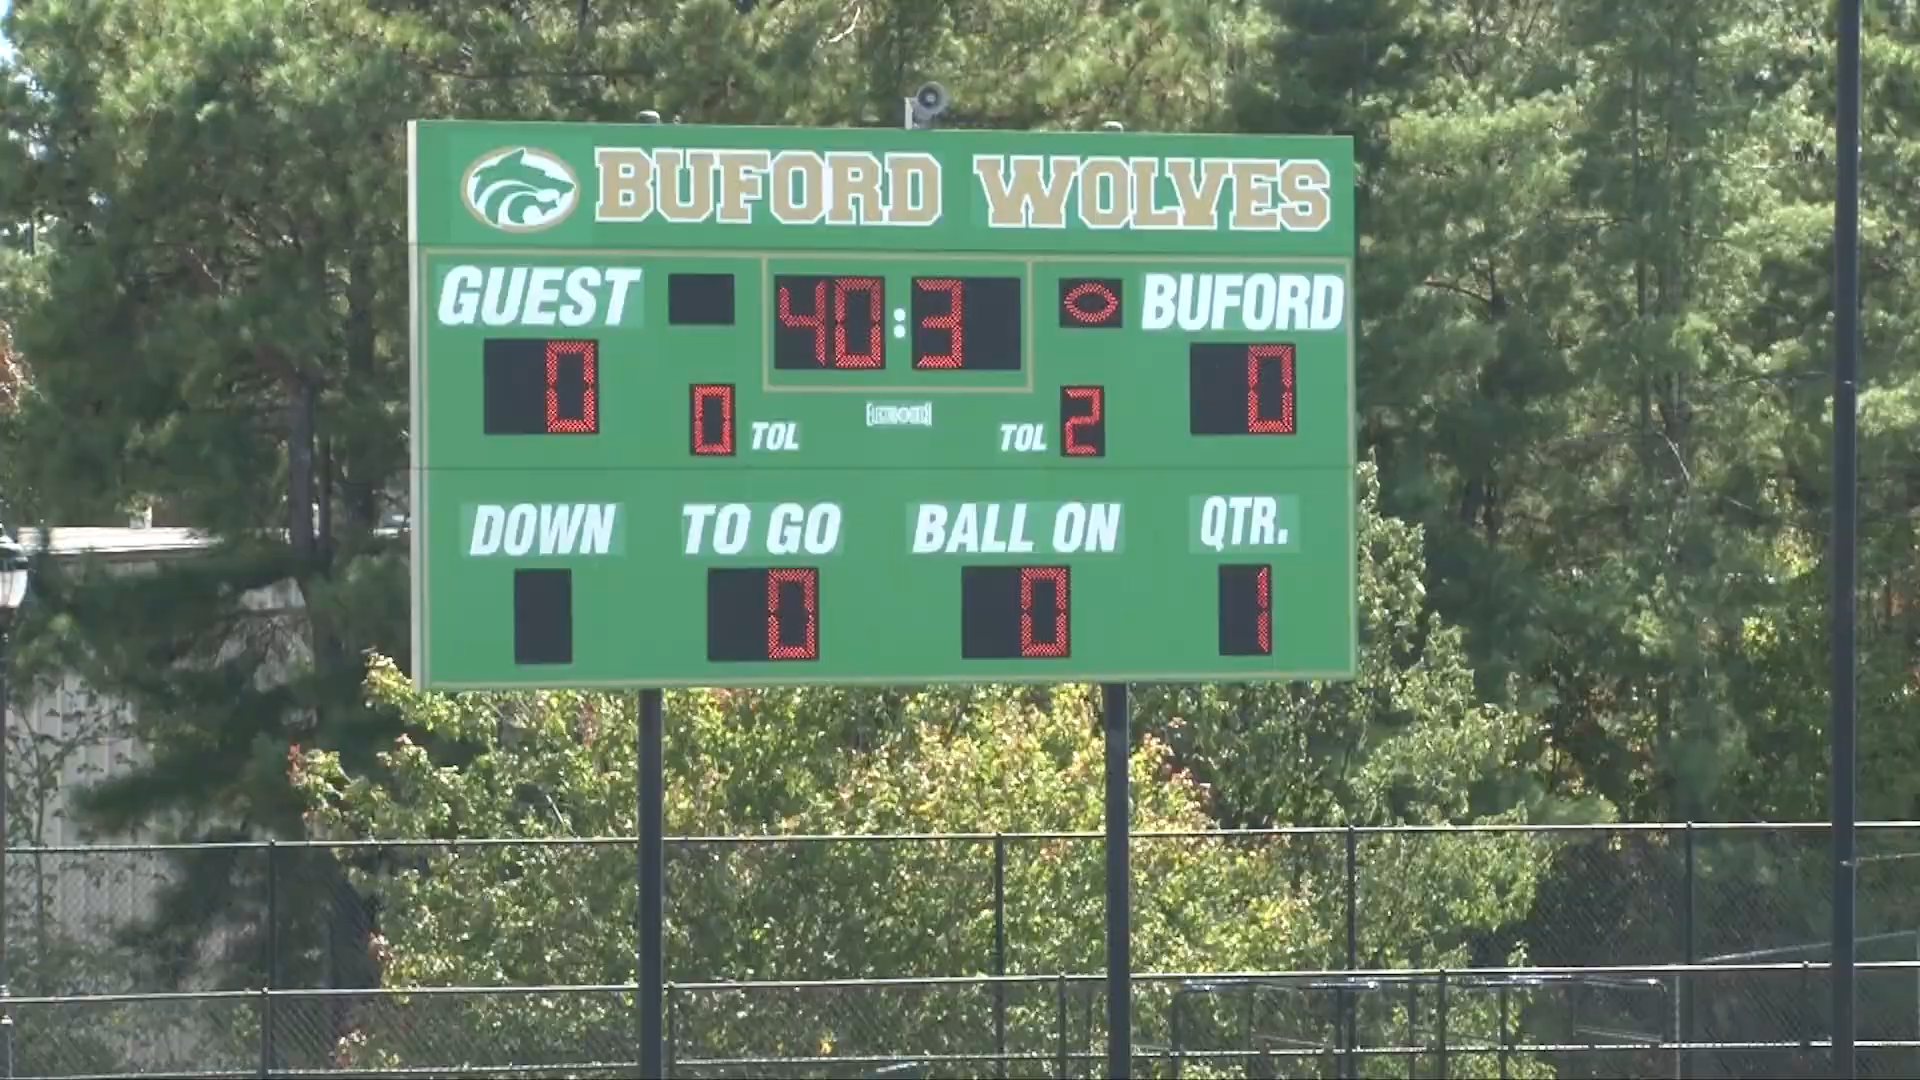 BUFORD WOLVES
GUEST 40:3 BUFORD
0 0
0 TOL TOL 2
DOWN TO GO BALL ON QTR.
0 0 1